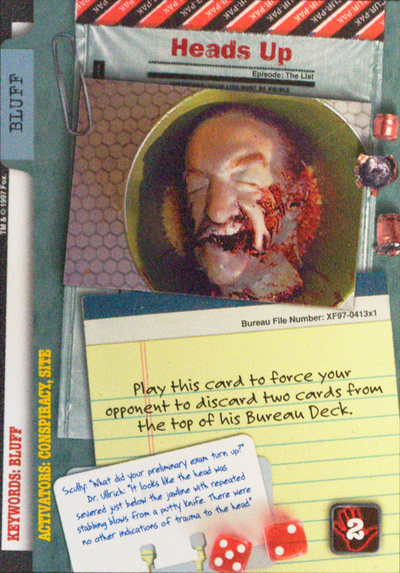 UR-PAK CUR-PAK CUR-PAK CUR-PAK
Heads Up
Episode: The List
BLUFF
TM & © 1997 Fox.
Bureau File Number: XF97-0413x1
Play this card to force your
opponent to discard two cards from
the top of his Bureau Deck.
KEYWORDS: BLUFF
ACTIVATORS: CONSPIRACY, SITE
Scully: "What did your preliminary exam turn up?"
Dr. Ullrich: "It looks like the head was
severed just below the jawline with repeated
stabbing blows from a putty knife. There were
no other indications of trauma to the head"
2